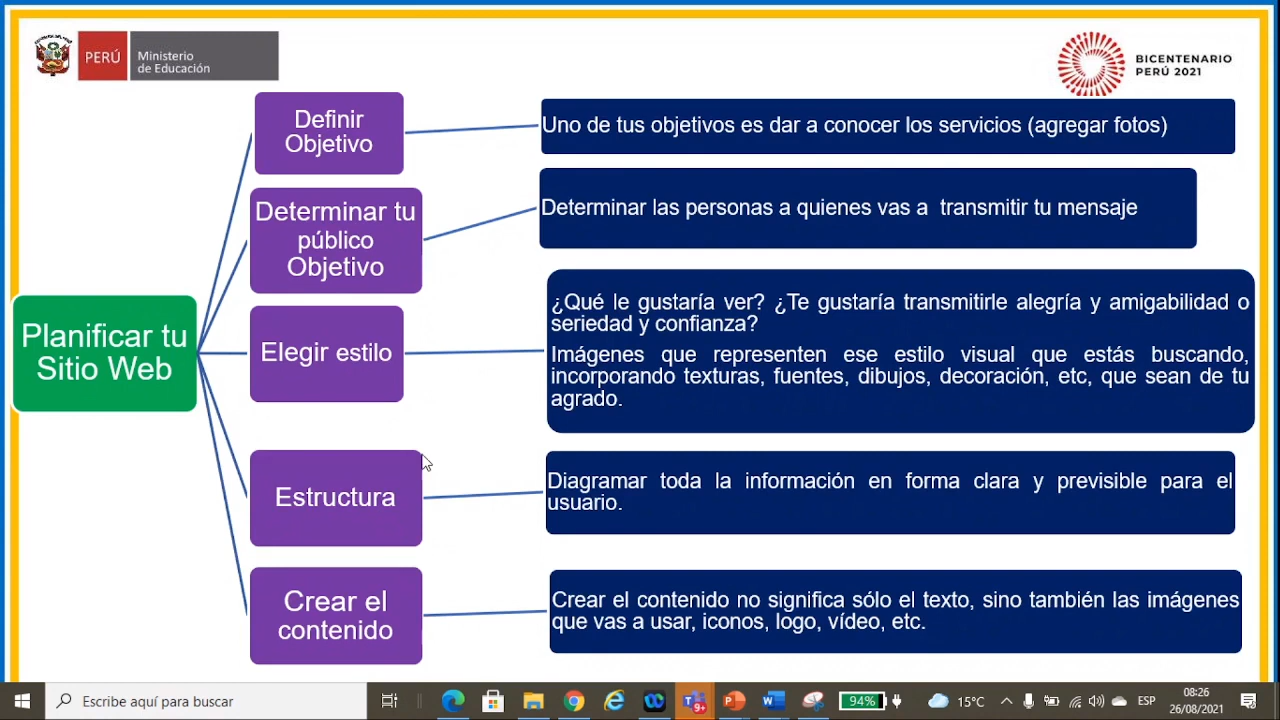 PERÚ
Ministerio
de Educación
BICENTENARIO
PERÚ 2021
Planificar tu
Sitio Web
Definir
Objetivo
Uno de tus objetivos es dar a conocer los servicios (agregar fotos)
Determinar tu
público
Objetivo
Determinar las personas a quienes vas a transmitir tu mensaje
Elegir estilo
¿Qué le gustaría ver? ¿Te gustaría transmitirle alegría y amigabilidad o
seriedad y confianza?
Imágenes que representen ese estilo visual que estás buscando,
incorporando texturas, fuentes, dibujos, decoración, etc, que sean de tu
agrado.
Estructura
Diagramar toda la información en forma clara y previsible para el
usuario.
Crear el
contenido
Crear el contenido no significa sólo el texto, sino también las imágenes
que vas a usar, iconos, logo, vídeo, etc.
Escribe aquí para buscar
9+
94%
15°C
ESP
08:26
26/08/2021